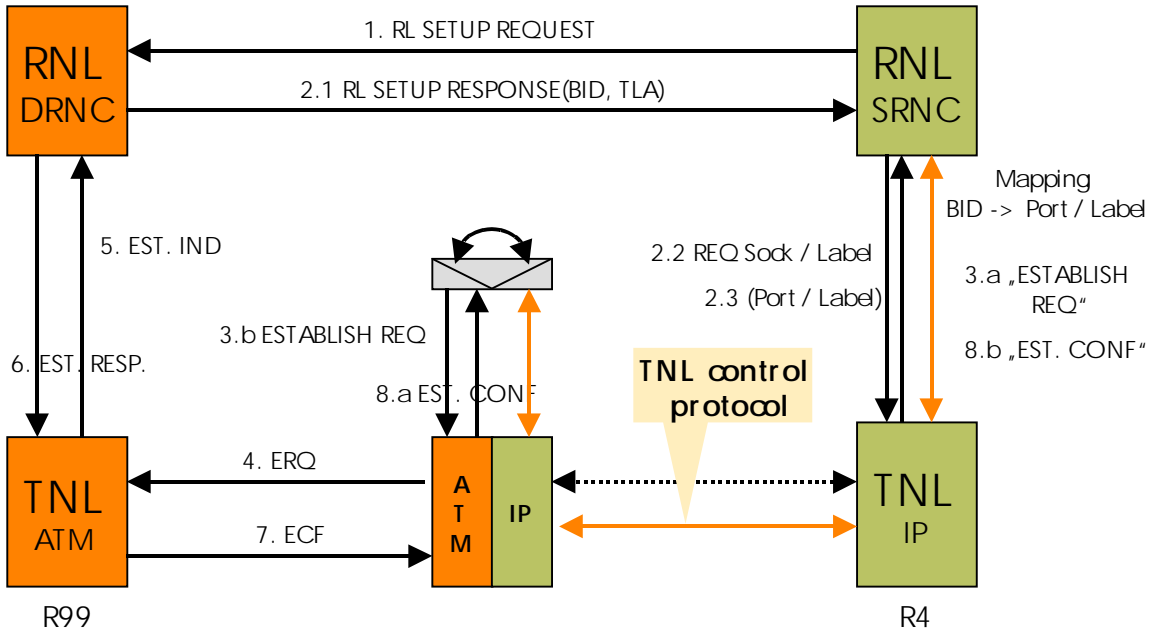 1. RL SETUP REQUEST
RNL
DRNC
RNL
SRNC
2.1 RL SETUP RESPONSE(BID, TLA)
Mapping
BID -> Port / Label
5. EST. IND
2.2 REQ Sock / Label
2.3 (Port / Label)
3.a „ESTABLISH
REQ“
3.b ESTABLISH REQ
8.b „EST. CONF“
6. EST. RESP.
8.a EST. CONF
TNL control
protocol
4. ERQ
TNL
ATM
A
T
M
IP
TNL
IP
7. ECF
R99
R4